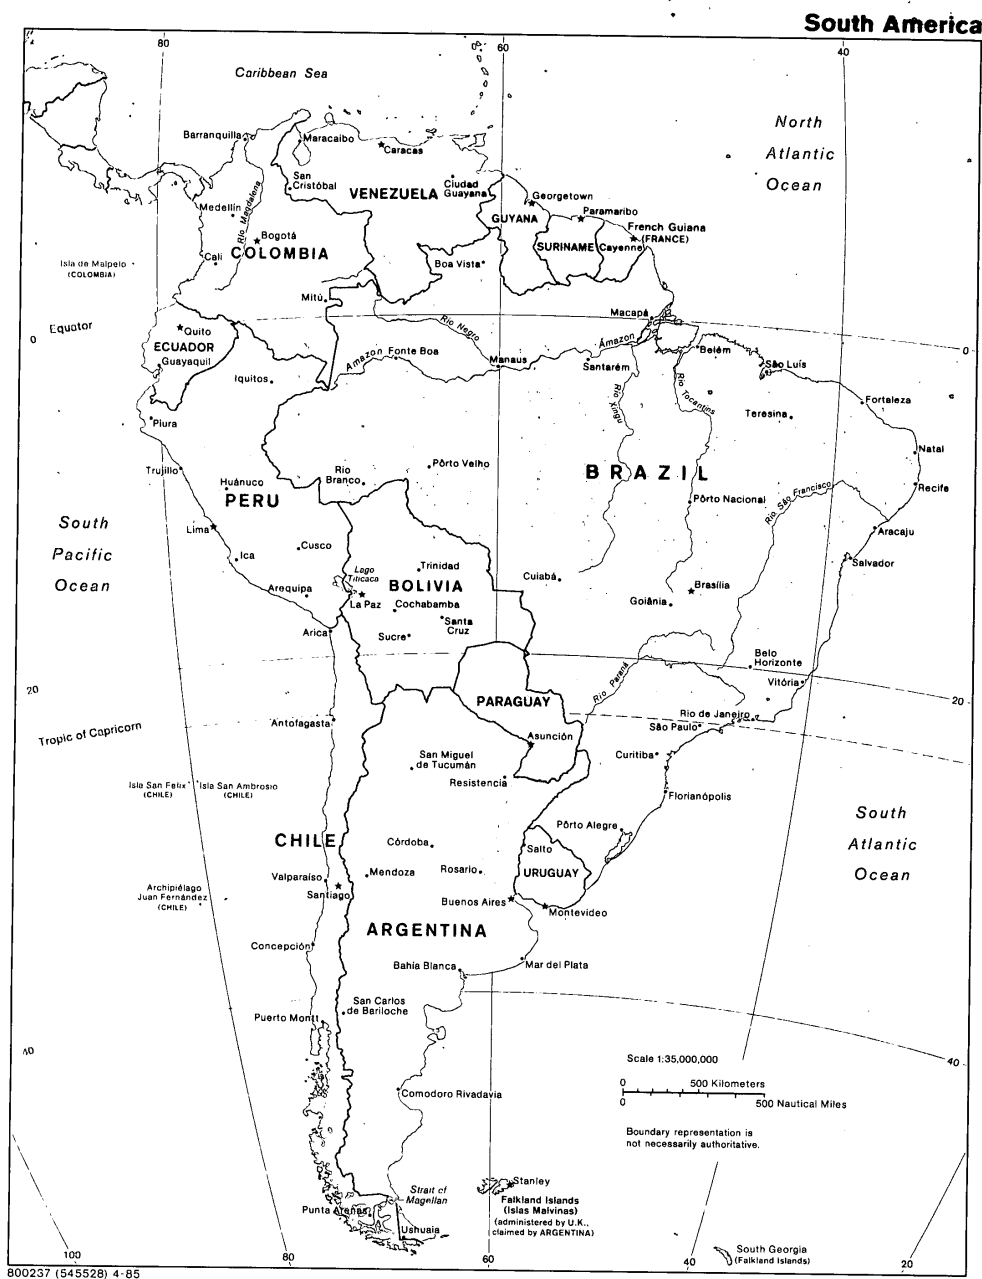 South America
80
60
40
Caribbean Sea
North
Atlantic
Ocean
Barranquilla
Maracaibo
Caracas
San
Cristóbal
VENEZUELA
Ciudad
Guayana
Georgetown
Medellín
Río Magdalena
GUYANA
Paramaribo
French Guiana
(FRANCE)
Bogotá
COLOMBIA
SURINAME
Cayenne
Cali
Isla de Malpelo
(COLOMBIA)
Boa Vista
Mitú
Macapá
Equator
0
Quito
Rio Negro
Amazon
Belém
0
ECUADOR
Guayaquil
Amazon
Fonte Boa
Manaus
Santarém
São Luís
Iquitos
Rio Xingu
Rio Tocantins
Teresina
Fortaleza
Piura
Natal
Trujillo
Huánuco
Río
Branco
Pôrto Velho
BRAZIL
Recife
PERU
Pôrto Nacional
Rio São Francisco
South
Pacific
Ocean
Lima
Aracaju
Ica
Cusco
Salvador
Lago
Titicaca
Trinidad
BOLIVIA
Cuiabá
Arequipa
La Paz
Cochabamba
Brasília
Goiânia
Arica
Sucre
Santa
Cruz
Belo
Horizonte
Vitória
20
Rio Paraná
PARAGUAY
20
Antofagasta
Rio de Janeiro
São Paulo
Tropic of Capricorn
Asunción
San Miguel
de Tucumán
Curitiba
Resistencia
Isla San Felix
(CHILE)
Isla San Ambrosio
(CHILE)
Florianópolis
South
Atlantic
Ocean
CHILE
Córdoba
Pôrto Alegre
Salto
Valparaíso
Mendoza
Rosario
URUGUAY
Santiago
Archipiélago
Juan Fernández
(CHILE)
Buenos Aires
Montevideo
ARGENTINA
Concepción
Bahía Blanca
Mar del Plata
San Carlos
de Bariloche
Puerto Montt
40
40
Scale 1:35,000,000
0
500 Kilometers
0
500 Nautical Miles
Comodoro Rivadavia
Boundary representation is
not necessarily authoritative.
Strait of
Magellan
Stanley
Falkland Islands
(Islas Malvinas)
(administered by U.K.,
claimed by ARGENTINA)
Punta Arenas
Ushuaia
South Georgia
(Falkland Islands)
100
80
60
40
20
800237 (545528) 4-85